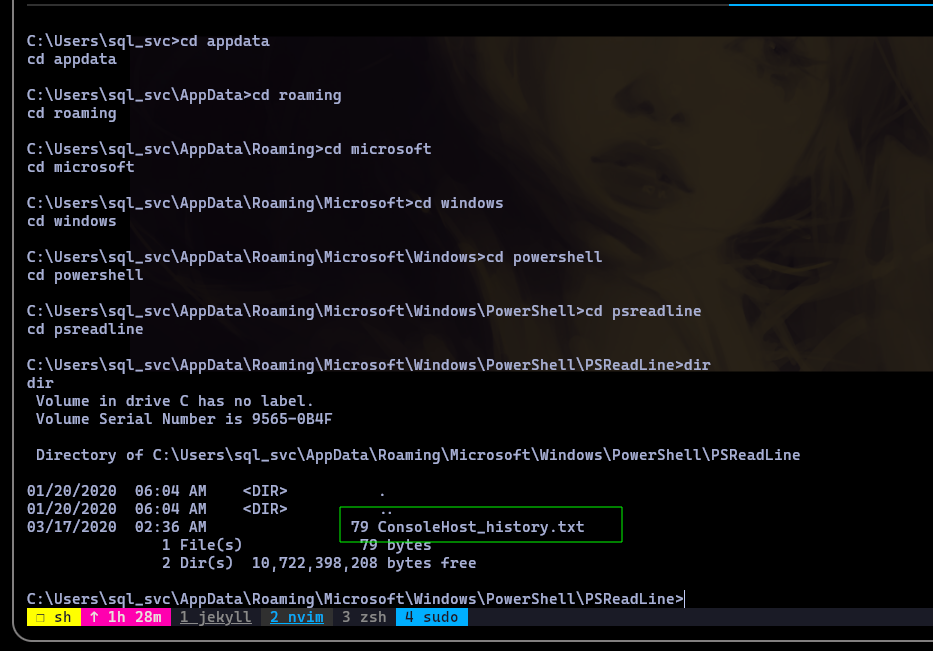 C:\Users\sql_svc>cd appdata
cd appdata
C:\Users\sql_svc\AppData>cd roaming
cd roaming
C:\Users\sql_svc\AppData\Roaming>cd microsoft
cd microsoft
C:\Users\sql_svc\AppData\Roaming\Microsoft>cd windows
cd windows
C:\Users\sql_svc\AppData\Roaming\Microsoft\Windows>cd powershell
cd powershell
C:\Users\sql_svc\AppData\Roaming\Microsoft\Windows\PowerShell>cd psreadline
cd psreadline
C:\Users\sql_svc\AppData\Roaming\Microsoft\Windows\PowerShell\PSReadLine>dir
dir
 Volume in drive C has no label.
 Volume Serial Number is 9565-0B4F
 Directory of C:\Users\sql_svc\AppData\Roaming\Microsoft\Windows\PowerShell\PSReadLine
01/20/2020  06:04 AM    <DIR>          .
01/20/2020  06:04 AM    <DIR>          ..
03/17/2020  02:36 AM                79 ConsoleHost_history.txt
               1 File(s)             79 bytes
               2 Dir(s)  10,722,398,208 bytes free
C:\Users\sql_svc\AppData\Roaming\Microsoft\Windows\PowerShell\PSReadLine>
❐ sh ↑ 1h 28m 1 jekyll 2 nvim 3 zsh 4 sudo